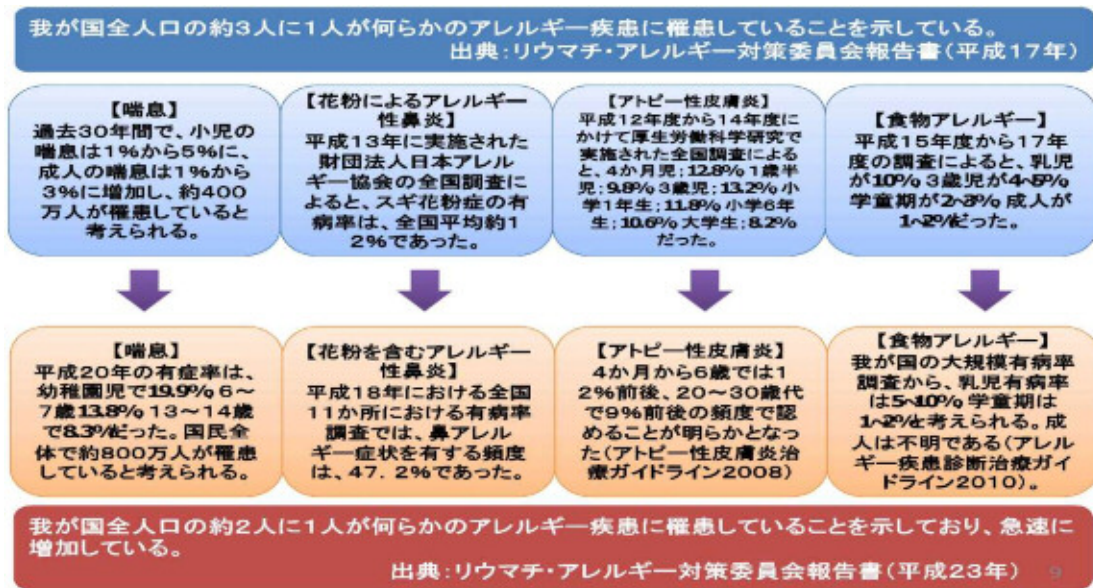 我が国全人口の約3人に1人が何らかのアレルギー疾患に罹患していることを示している。
出典：リウマチ・アレルギー対策委員会報告書（平成17年）
【喘息】
過去30年間で、小児の
喘息は1％から5％に、
成人の喘息は1％から
3％に増加し、約400
万人が罹患していると
考えられる。
【花粉によるアレルギー
性鼻炎】
平成13年に実施された
財団法人日本アレル
ギー協会の全国調査に
よると、スギ花粉症の有
病率は、全国平均約1
2％であった。
【アトピー性皮膚炎】
平成12年度から14年度に
かけて厚生労働科学研究で
実施された全国調査による
と、4か月児；12.8％ 1歳半
児；9.8％ 3歳児；13.2％ 小
学1年生；11.8％ 小学6年
生；10.6％ 大学生；8.2％
だった。
【食物アレルギー】
平成15年度から17年
度の調査によると、乳児
が10％ 3歳児が4~5％
学童期が2~3％ 成人が
1~2％だった。
【喘息】
平成20年の有症率は、
幼稚園児で19.9％ 6～
7歳13.8％ 13～14歳
で8.3％だった。国民全
体で約800万人が罹
患していると考えられる。
【花粉を含むアレルギー
性鼻炎】
平成18年における全国
11か所における有病率
調査では、鼻アレル
ギー症状を有する頻度
は、47．2％であった。
【アトピー性皮膚炎】
4か月から6歳では1
2％前後、20～30歳代
で9％前後の頻度で認
めることが明らかとなっ
た（アトピー性皮膚炎治
療ガイドライン2008）
【食物アレルギー】
我が国の大規模有病率
調査から、乳児有病率
は5~10％ 学童期は
1~2％と考えられる。成
人は不明である（アレル
ギー疾患診断治療ガイ
ドライン2010）。
我が国全人口の約2人に1人が何らかのアレルギー疾患に罹患していることを示しており、急速に
増加している。
出典：リウマチ・アレルギー対策委員会報告書（平成23年）
9